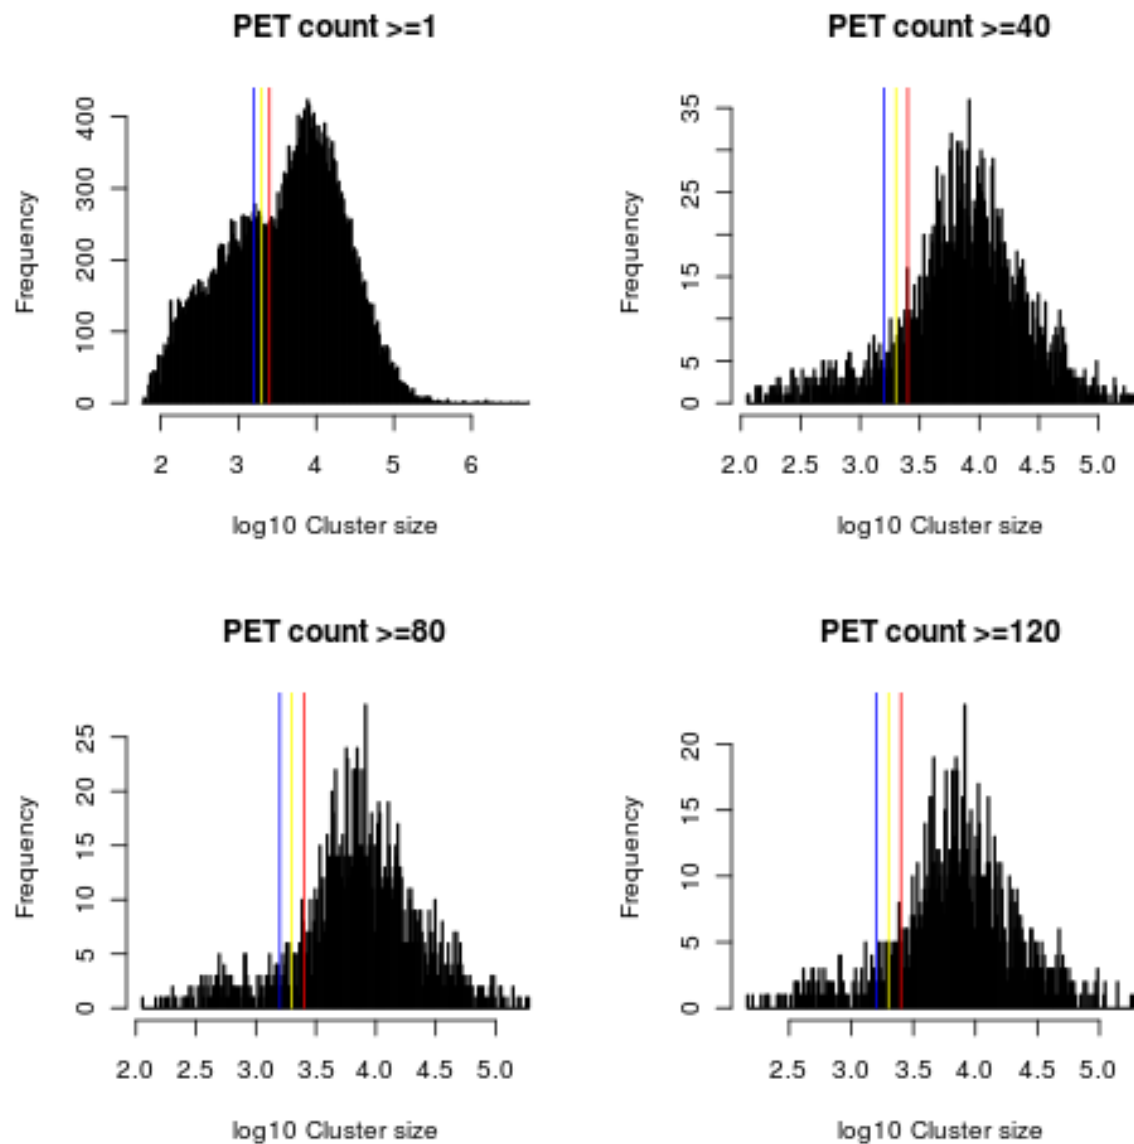 PET count >=1
Frequency
0 100 200 300 400
2 3 4 5 6
log10 Cluster size
PET count >=40
Frequency
0 5 15 25 35
2.0 2.5 3.0 3.5 4.0 4.5 5.0
log10 Cluster size
PET count >=80
Frequency
0 5 10 15 20 25
2.0 2.5 3.0 3.5 4.0 4.5 5.0
log10 Cluster size
PET count >=120
Frequency
0 5 10 15 20
2.5 3.0 3.5 4.0 4.5 5.0
log10 Cluster size